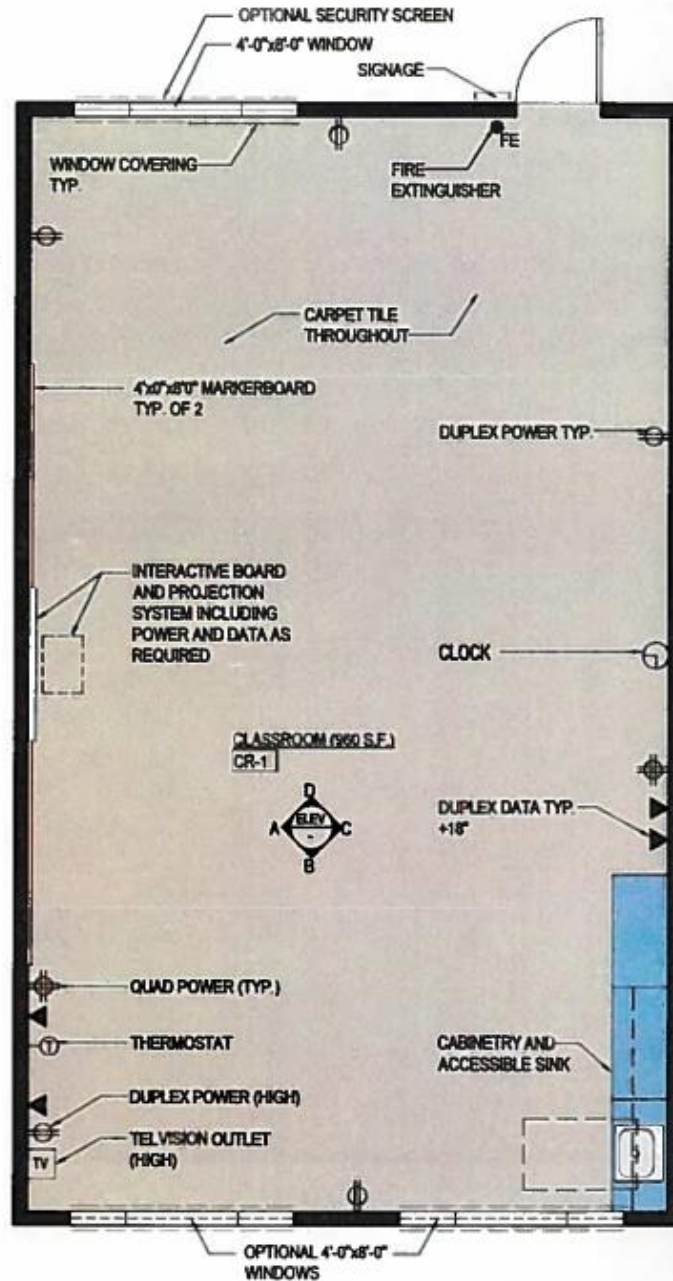 OPTIONAL SECURITY SCREEN
4'-0"x8'-0" WINDOW
SIGNAGE
WINDOW COVERING
TYP.
FE
FIRE
EXTINGUISHER
CARPET TILE
THROUGHOUT
4'x0"x8'0" MARKERBOARD
TYP. OF 2
DUPLEX POWER TYP.
INTERACTIVE BOARD
AND PROJECTION
SYSTEM INCLUDING
POWER AND DATA AS
REQUIRED
CLOCK
CLASSROOM (960 S.F.)
CR-1
D
A ELEV C
-
B
DUPLEX DATA TYP.
+18"
QUAD POWER (TYP.)
T THERMOSTAT
CABINETRY AND
ACCESSIBLE SINK
DUPLEX POWER (HIGH)
TELVISION OUTLET
(HIGH)
TV
OPTIONAL 4'-0"x8'-0"
WINDOWS